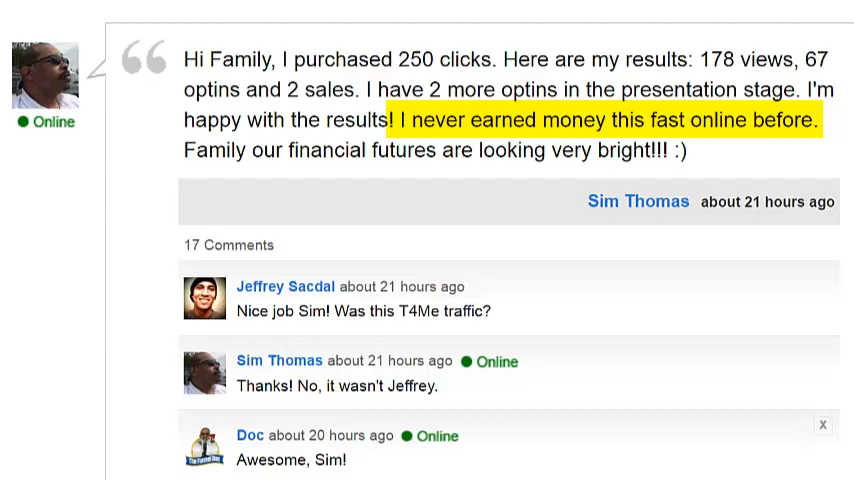 Hi Family, I purchased 250 clicks. Here are my results: 178 views, 67
optins and 2 sales. I have 2 more optins in the presentation stage. I'm
happy with the results! I never earned money this fast online before.
Family our financial futures are looking very bright!!! :)
Online
Sim Thomas about 21 hours ago
17 Comments
Jeffrey Sacdal about 21 hours ago
Nice job Sim! Was this T4Me traffic?
Sim Thomas about 21 hours ago Online
Thanks! No, it wasn't Jeffrey.
X
Doc about 20 hours ago Online
Awesome, Sim!